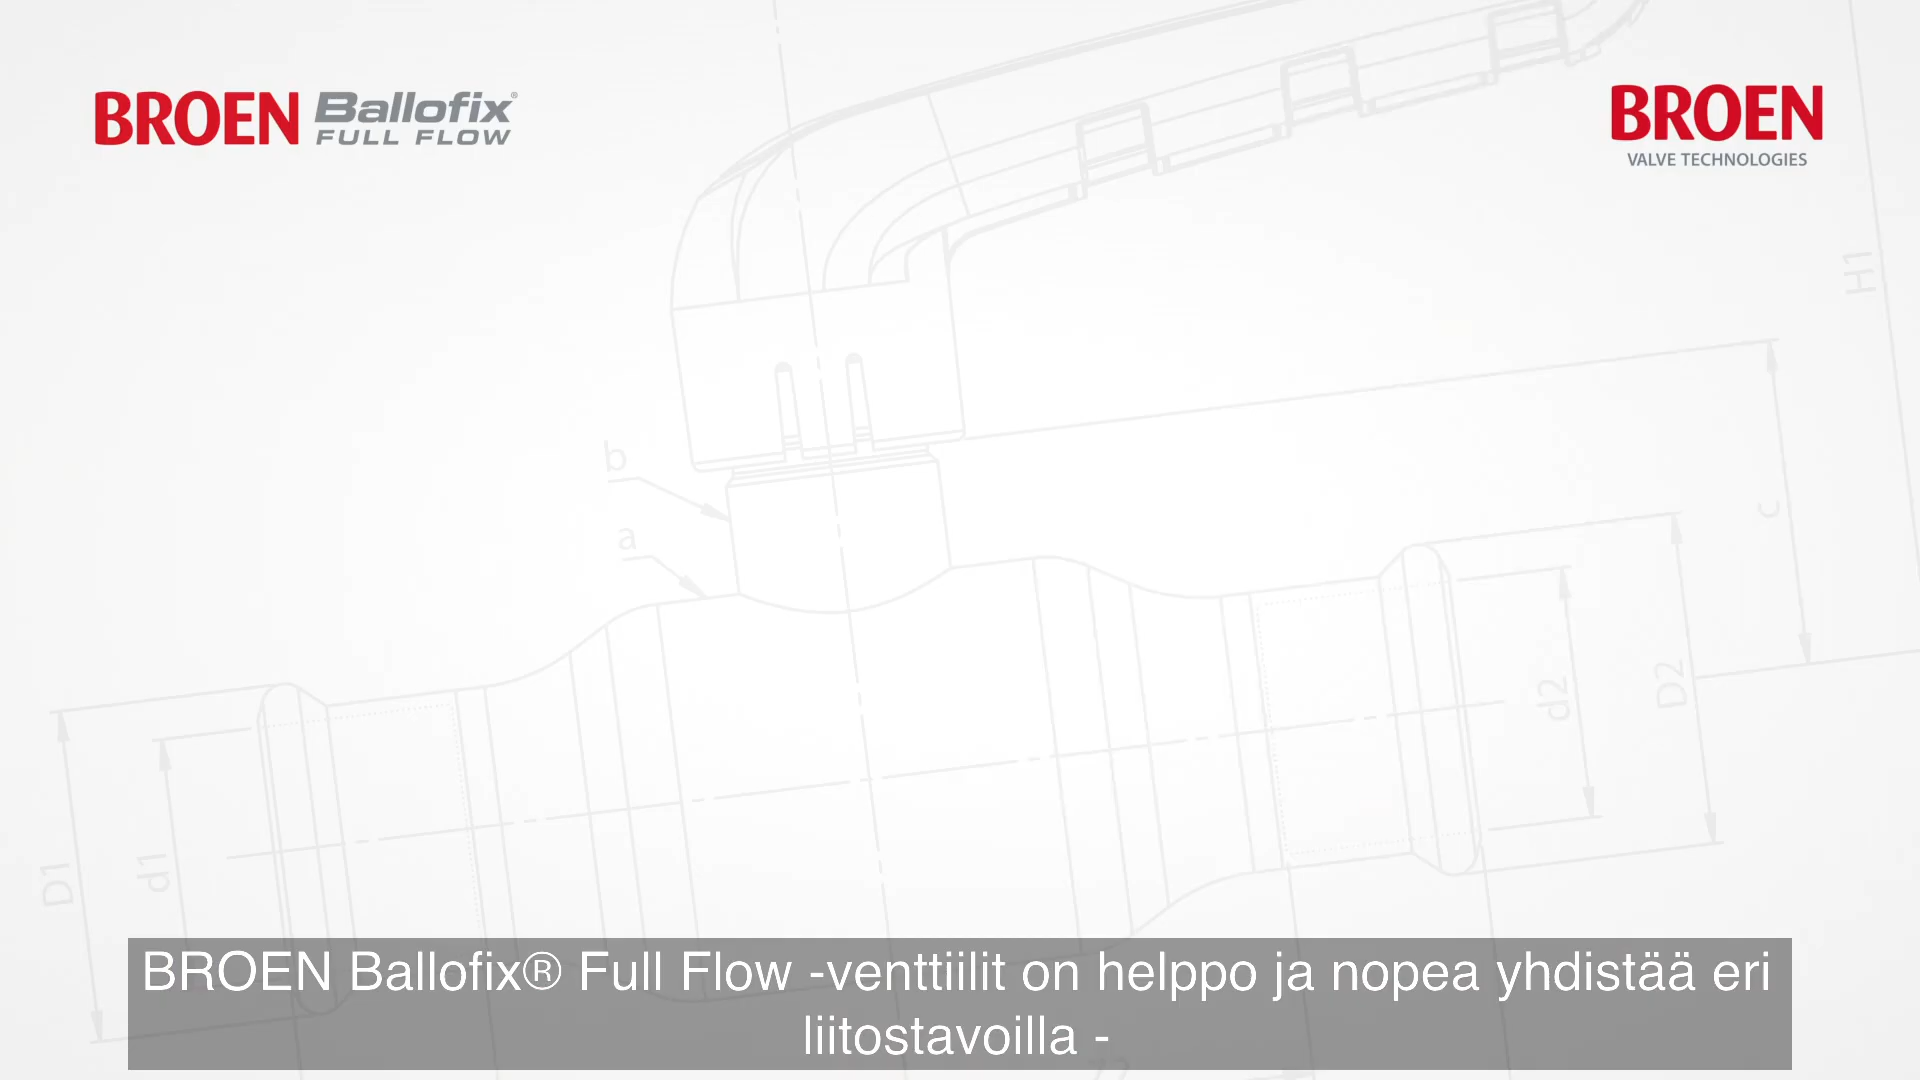 BROEN Ballofix®
FULL FLOW
BROEN
VALVE TECHNOLOGIES
H1
b
a
c
d2
D2
D1
d1
BROEN Ballofix® Full Flow -venttiilit on helppo ja nopea yhdistää eri
liitostavoilla -